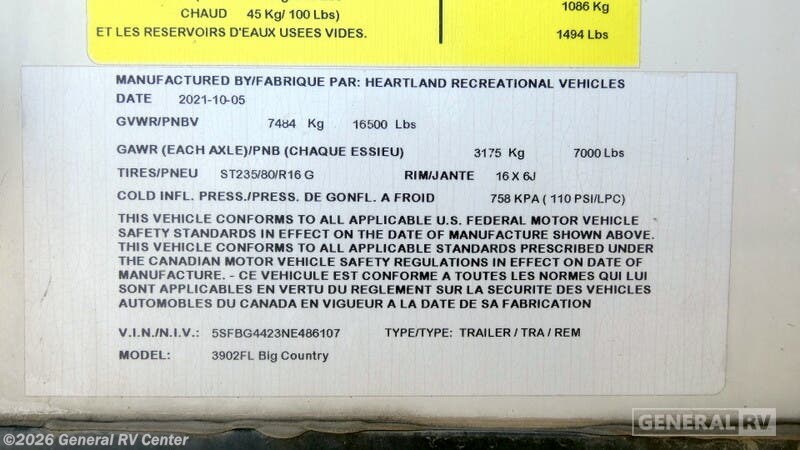 1086 Kg
CHAUD 45 Kg/ 100 Lbs)
ET LES RESERVOIRS D'EAUX USEES VIDES. 1494 Lbs
MANUFACTURED BY/FABRIQUE PAR: HEARTLAND RECREATIONAL VEHICLES
DATE 2021-10-05
GVWR/PNBV 7484 Kg 16500 Lbs
GAWR (EACH AXLE)/PNB (CHAQUE ESSIEU) 3175 Kg 7000 Lbs
TIRES/PNEU ST235/80/R16 G RIM/JANTE 16 X 6J
COLD INFL. PRESS./PRESS. DE GONFL. A FROID 758 KPA ( 110 PSI/LPC)
THIS VEHICLE CONFORMS TO ALL APPLICABLE U.S. FEDERAL MOTOR VEHICLE
SAFETY STANDARDS IN EFFECT ON THE DATE OF MANUFACTURE SHOWN ABOVE.
THIS VEHICLE CONFORMS TO ALL APPLICABLE STANDARDS PRESCRIBED UNDER
THE CANADIAN MOTOR VEHICLE SAFETY REGULATIONS IN EFFECT ON DATE OF
MANUFACTURE. - CE VEHICULE EST CONFORME A TOUTES LES NORMES QUI LUI
SONT APPLICABLES EN VERTU DU REGLEMENT SUR LA SECURITE DES VEHICLES
AUTOMOBILES DU CANADA EN VIGUEUR A LA DATE DE SA FABRICATION
V.I.N./N.I.V.: 5SFBG4423NE486107 TYPE/TYPE: TRAILER / TRA / REM
MODEL: 3902FL Big Country
GENERAL RV
©2026 General RV Center